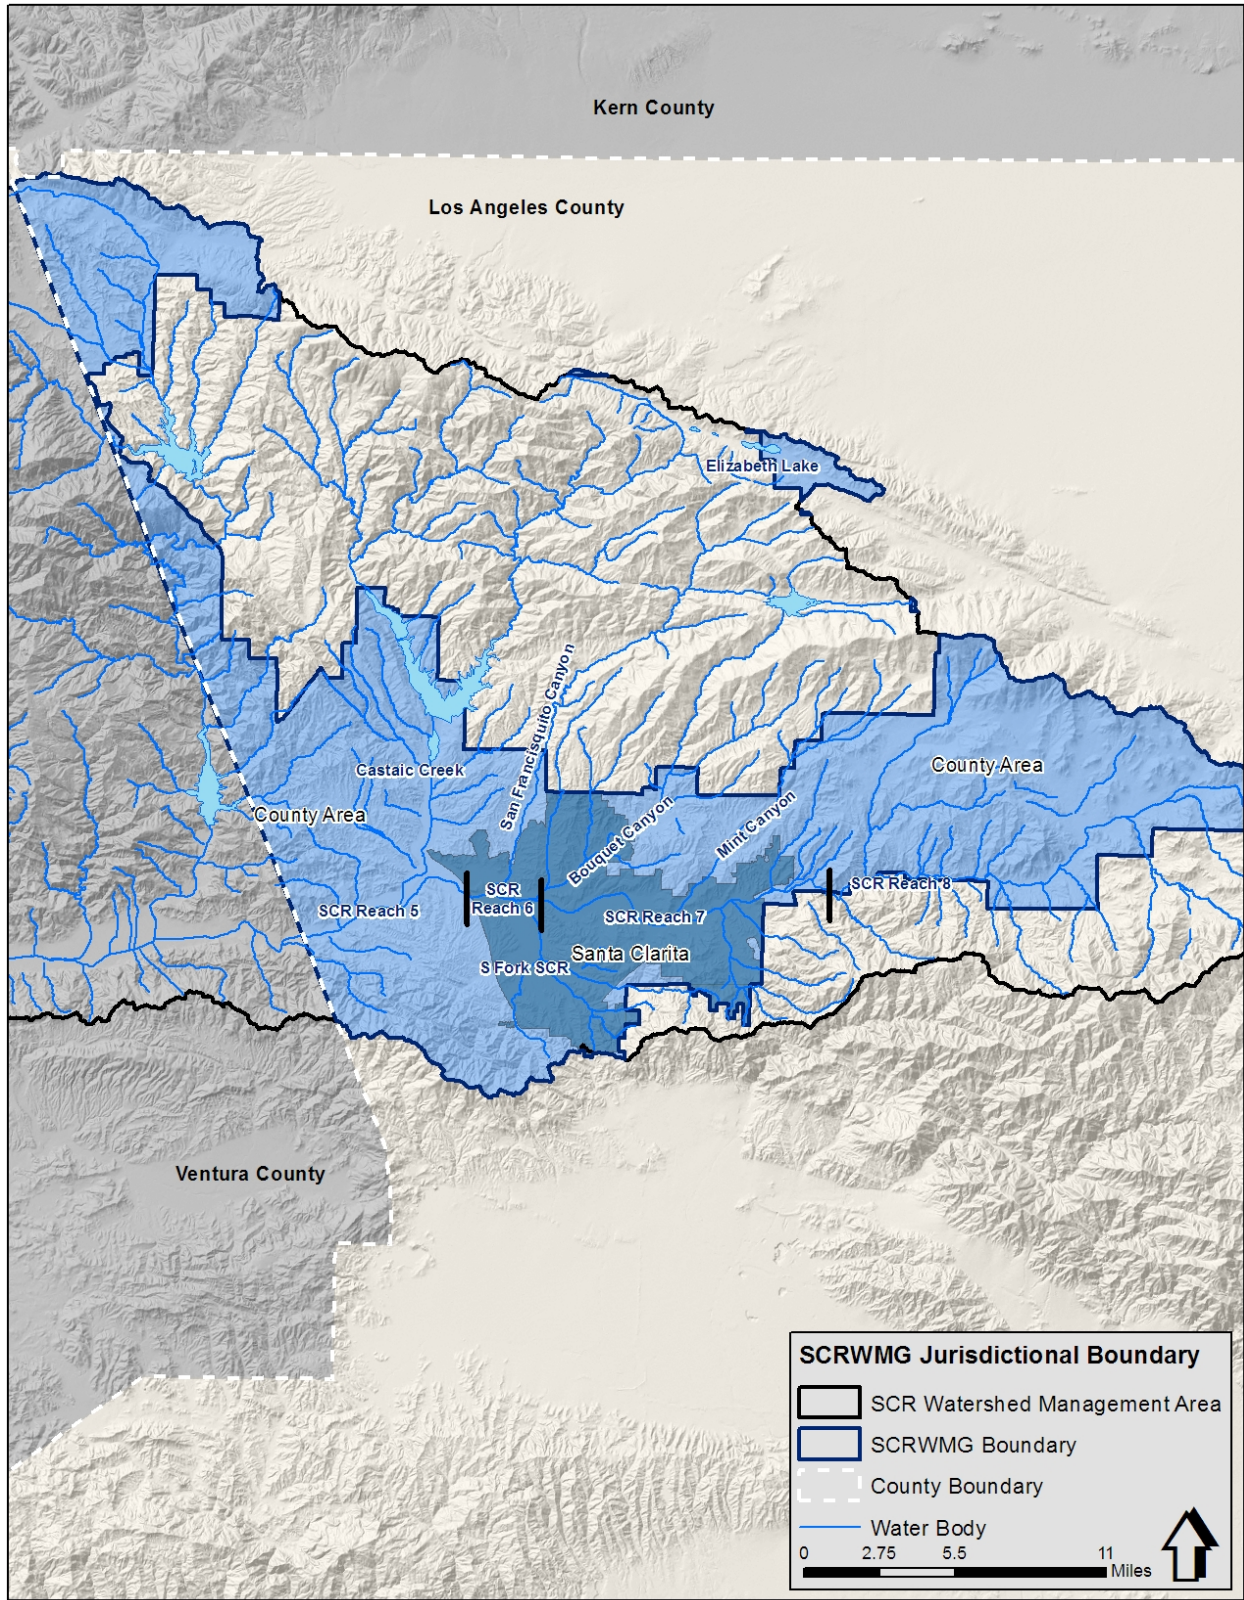 Kern County
Los Angeles County
Elizabeth Lake
San Francisquito Canyon
Castaic Creek
County Area
County Area
Bouquet Canyon
Mint Canyon
SCR Reach 5
SCR
Reach 6
SCR Reach 7
SCR Reach 8
Santa Clarita
S Fork SCR
Ventura County
SCRWMG Jurisdictional Boundary
SCR Watershed Management Area
SCRWMG Boundary
County Boundary
Water Body
0 2.75 5.5 11
Miles